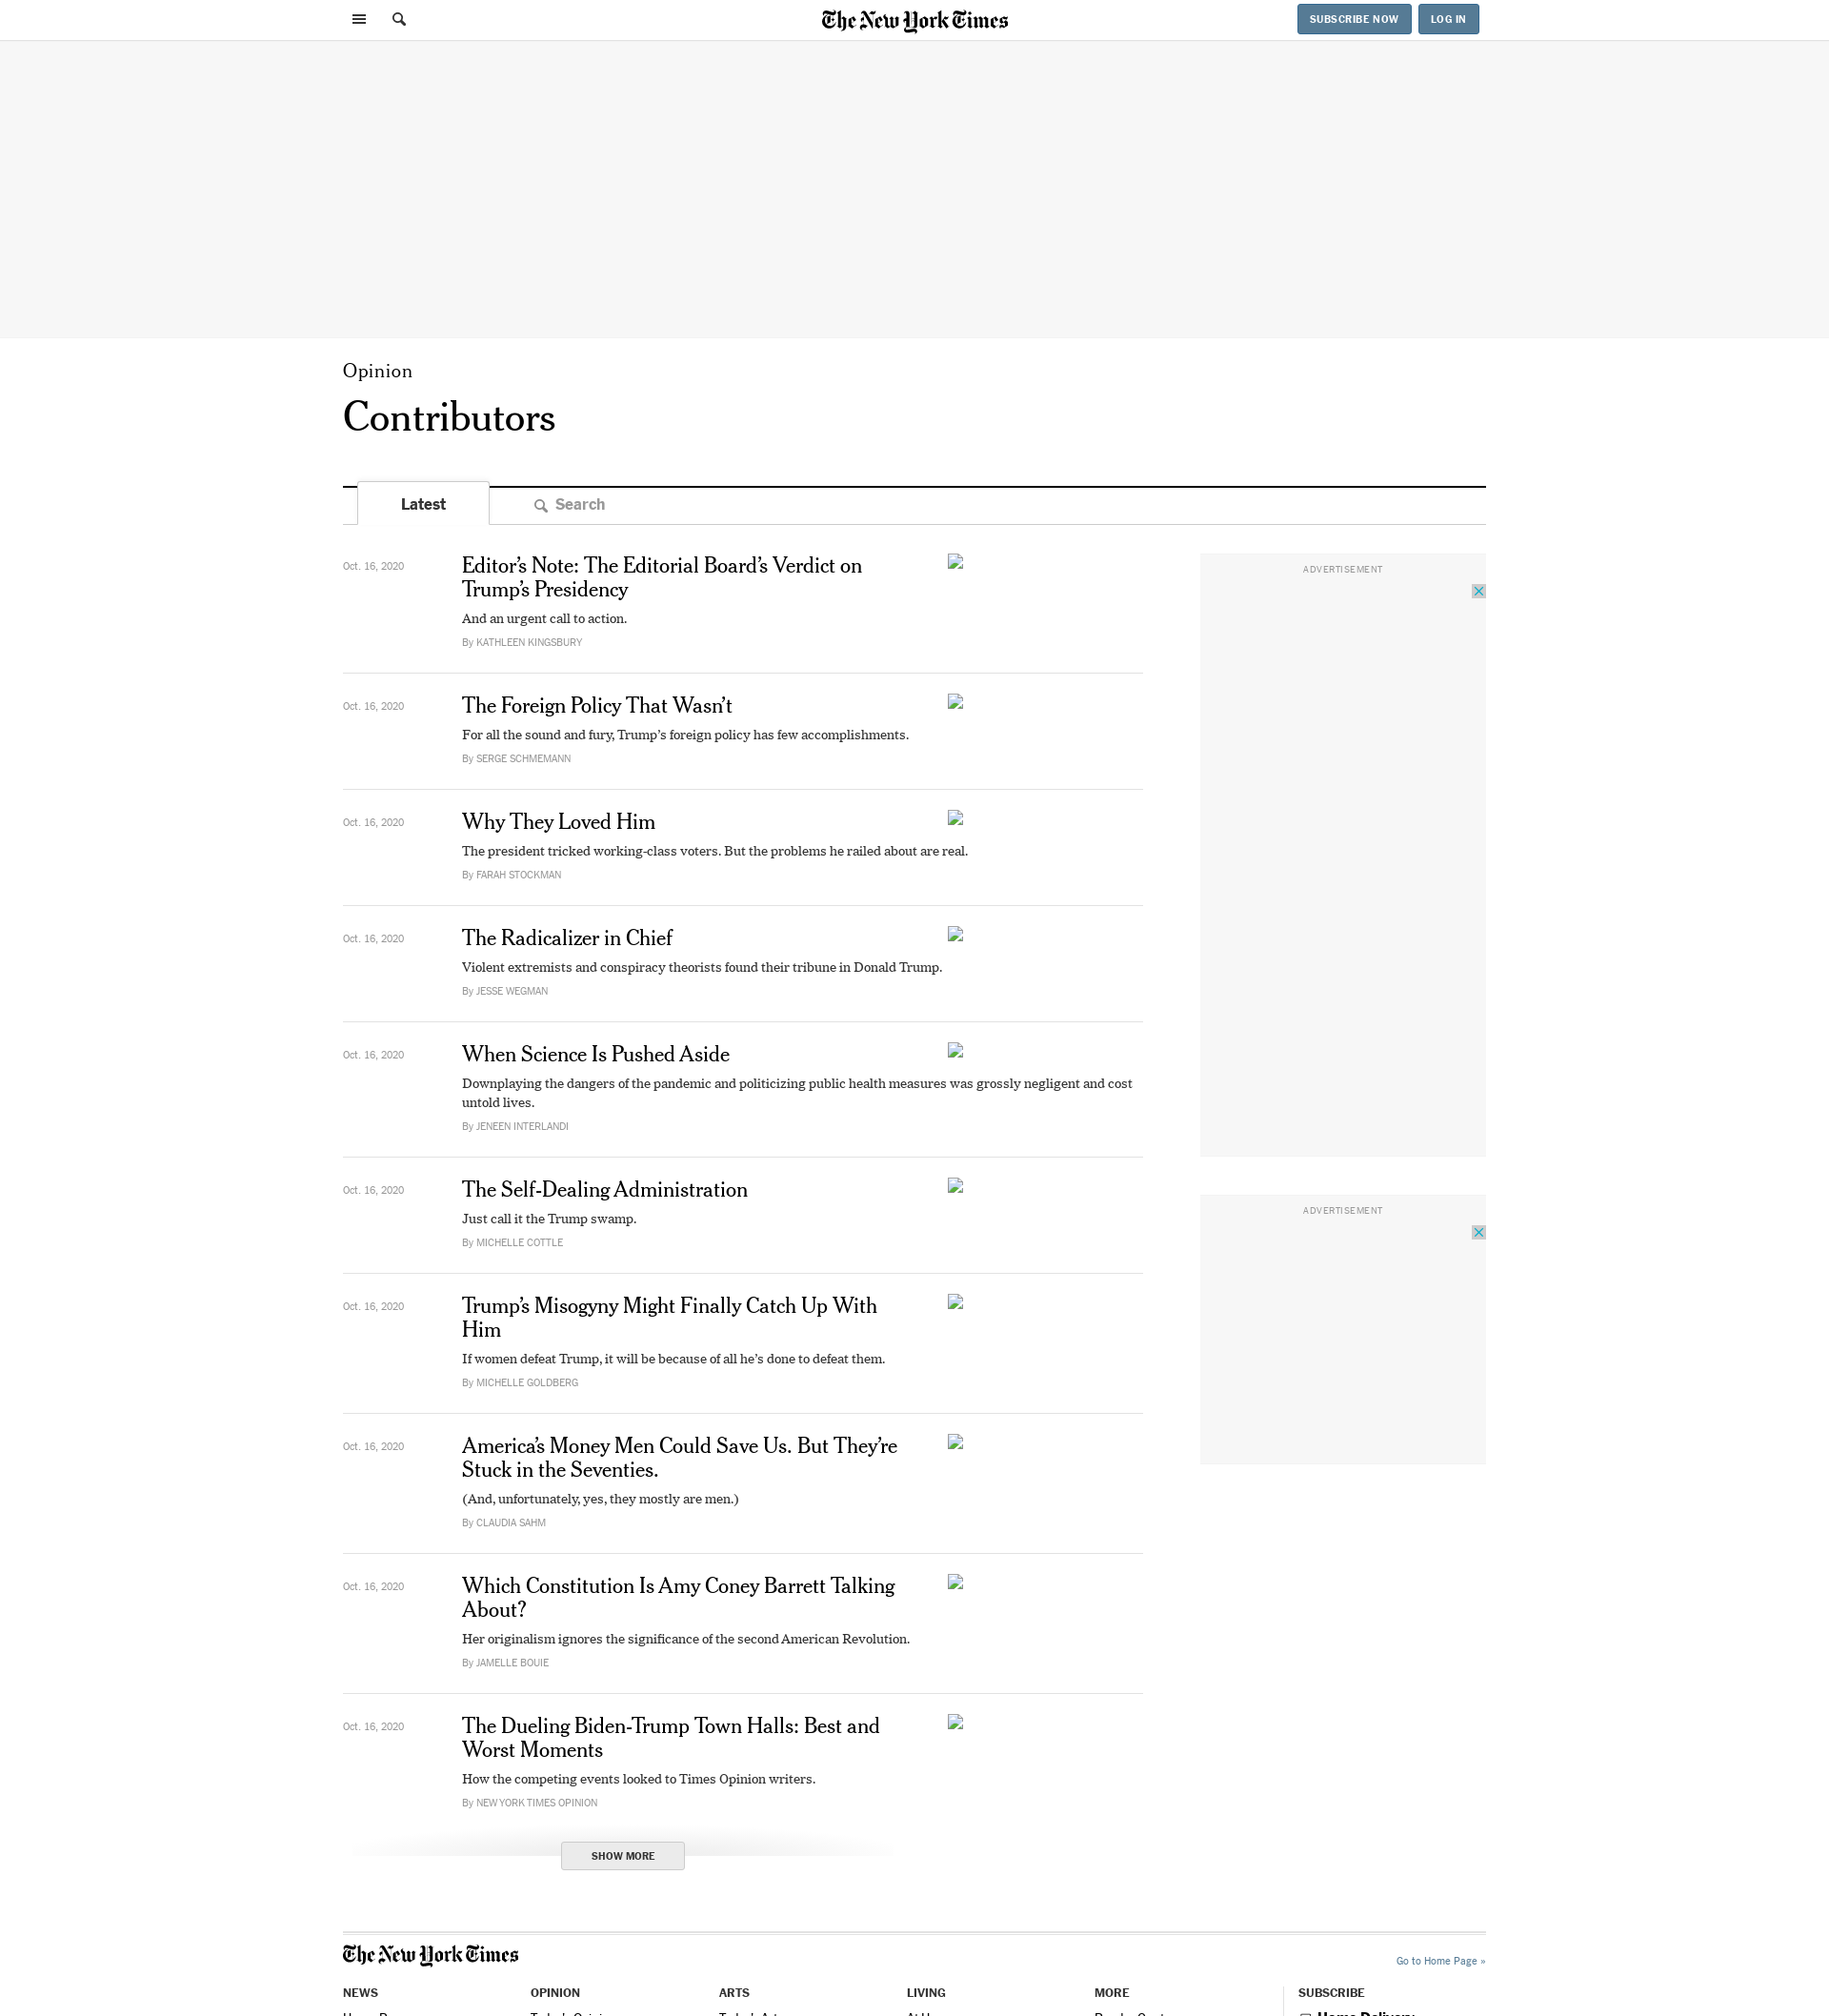 The New York Times
SUBSCRIBE NOW
LOG IN
Opinion
Contributors
Latest
Search
Oct. 16, 2020
Editor’s Note: The Editorial Board’s Verdict on
Trump’s Presidency
And an urgent call to action.
By KATHLEEN KINGSBURY
ADVERTISEMENT
Oct. 16, 2020
The Foreign Policy That Wasn’t
For all the sound and fury, Trump’s foreign policy has few accomplishments.
By SERGE SCHMEMANN
Oct. 16, 2020
Why They Loved Him
The president tricked working-class voters. But the problems he railed about are real.
By FARAH STOCKMAN
Oct. 16, 2020
The Radicalizer in Chief
Violent extremists and conspiracy theorists found their tribune in Donald Trump.
By JESSE WEGMAN
Oct. 16, 2020
When Science Is Pushed Aside
Downplaying the dangers of the pandemic and politicizing public health measures was grossly negligent and cost
untold lives.
By JENEEN INTERLANDI
Oct. 16, 2020
The Self-Dealing Administration
Just call it the Trump swamp.
By MICHELLE COTTLE
ADVERTISEMENT
Oct. 16, 2020
Trump’s Misogyny Might Finally Catch Up With
Him
If women defeat Trump, it will be because of all he’s done to defeat them.
By MICHELLE GOLDBERG
Oct. 16, 2020
America’s Money Men Could Save Us. But They’re
Stuck in the Seventies.
(And, unfortunately, yes, they mostly are men.)
By CLAUDIA SAHM
Oct. 16, 2020
Which Constitution Is Amy Coney Barrett Talking
About?
Her originalism ignores the significance of the second American Revolution.
By JAMELLE BOUIE
Oct. 16, 2020
The Dueling Biden-Trump Town Halls: Best and
Worst Moments
How the competing events looked to Times Opinion writers.
By NEW YORK TIMES OPINION
SHOW MORE
The New York Times
Go to Home Page »
NEWS
OPINION
ARTS
LIVING
MORE
SUBSCRIBE
Home Delivery